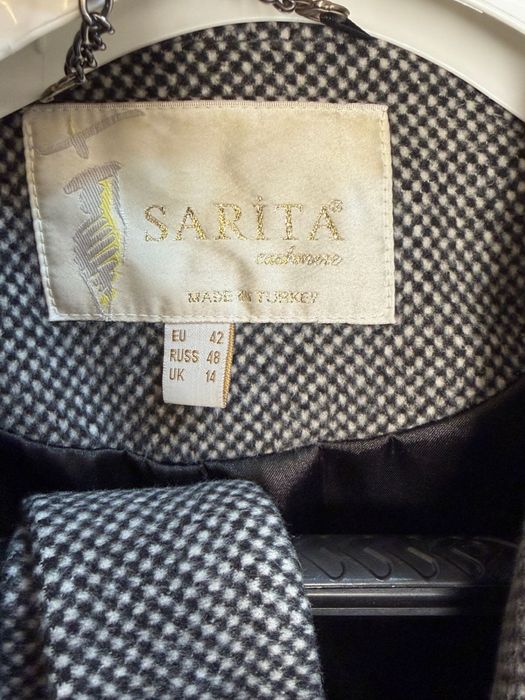 SARİTA®
cashmere
MADE IN TURKEY
EU 42
RUSS 48
UK 14